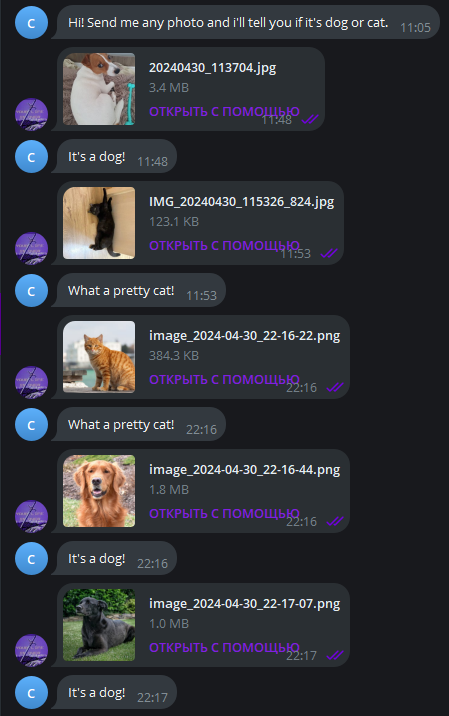 C
Hi! Send me any photo and i'll tell you if it's dog or cat. 11:05
20240430_113704.jpg
3.4 MB
ОТКРЫТЬ С ПОМОЩЬЮ 11:48
C
It's a dog! 11:48
IMG_20240430_115326_824.jpg
123.1 KB
ОТКРЫТЬ С ПОМОЩЬЮ 11:53
C
What a pretty cat! 11:53
image_2024-04-30_22-16-22.png
384.3 KB
ОТКРЫТЬ С ПОМОЩЬЮ 22:16
C
What a pretty cat! 22:16
image_2024-04-30_22-16-44.png
1.8 MB
ОТКРЫТЬ С ПОМОЩЬЮ 22:16
C
It's a dog! 22:16
image_2024-04-30_22-17-07.png
1.0 MB
ОТКРЫТЬ С ПОМОЩЬЮ 22:17
C
It's a dog! 22:17